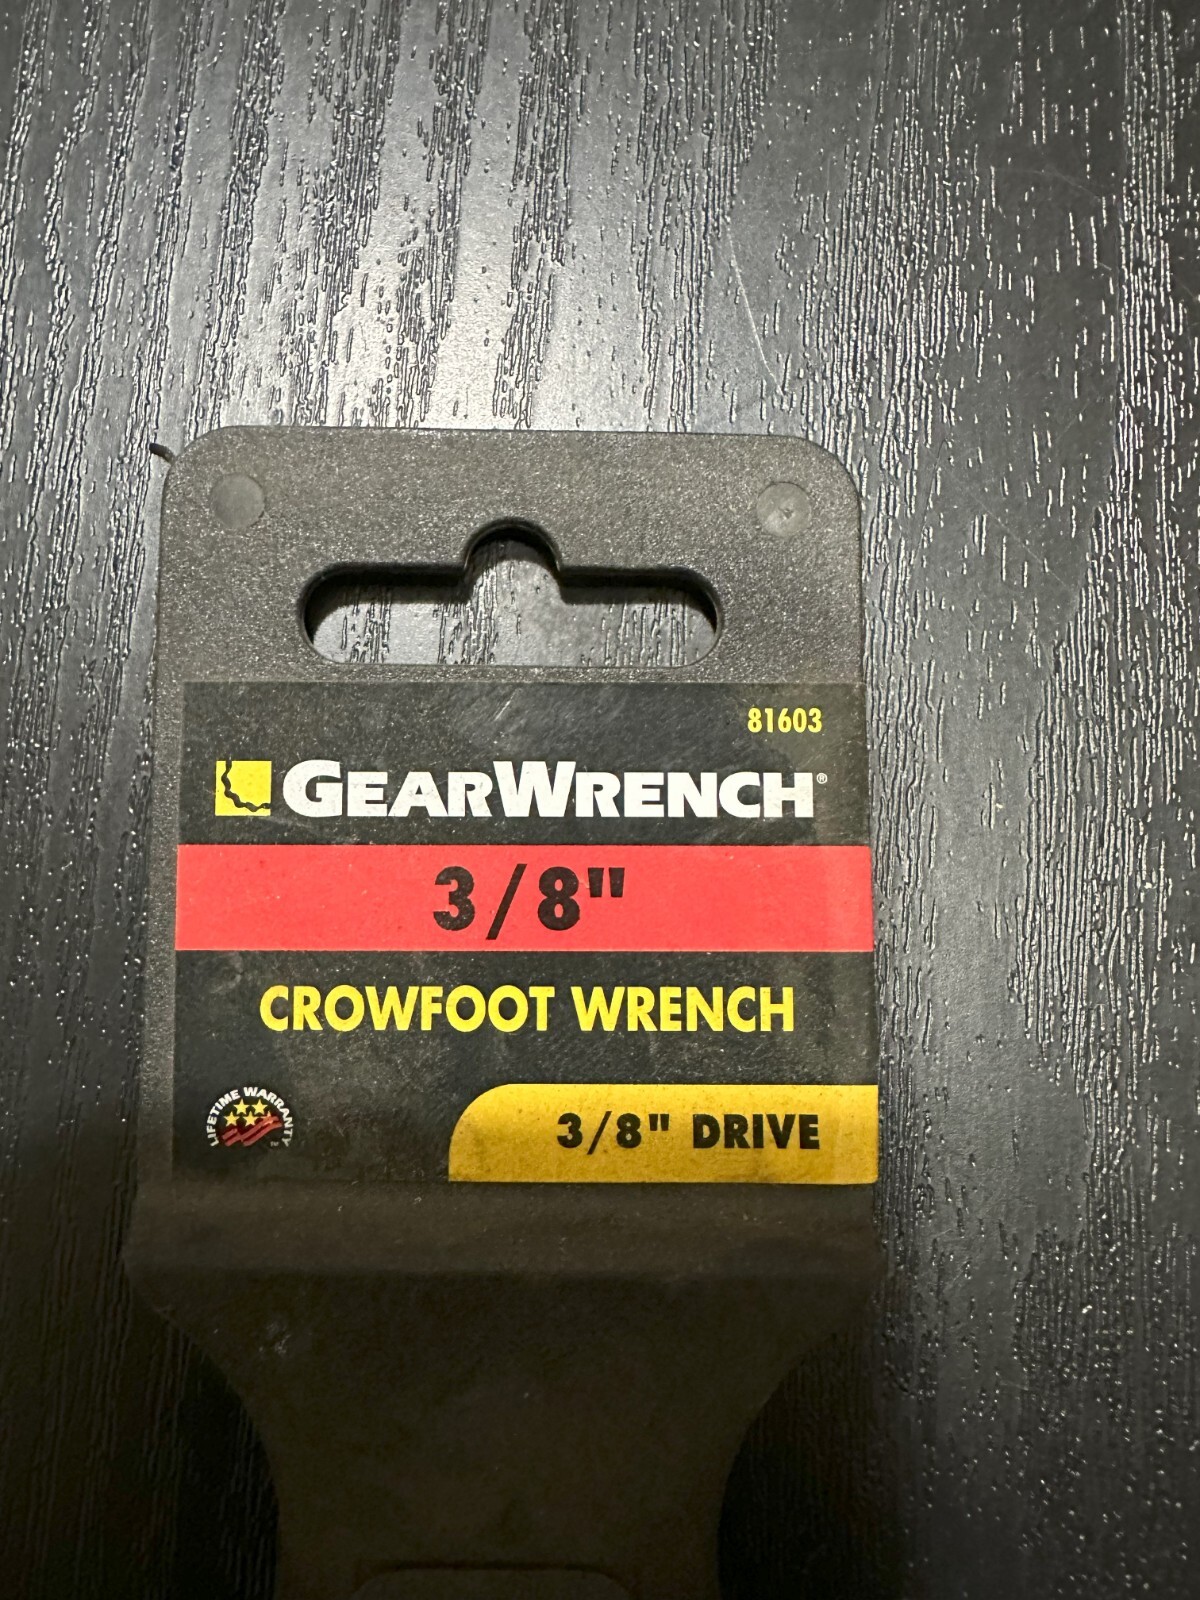 81603
GEARWRENCH®
3/8"
CROWFOOT WRENCH
LIFETIME WARRANTY
3/8" DRIVE